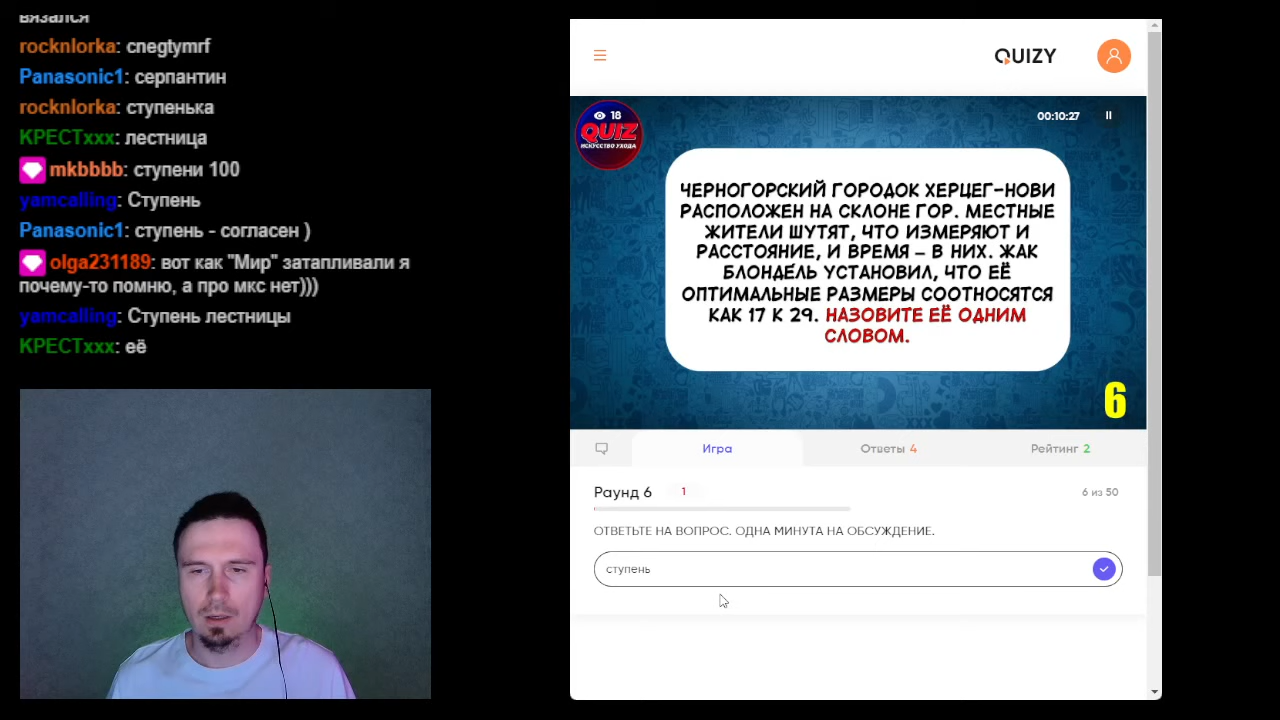 вязался
rocknlorka: cnegtymrf
Panasonic1: серпантин
rocknlorka: ступенька
КРЕСТxxx: лестница
mkbbbb: ступени 100
yamcalling: Ступень
Panasonic1: ступень - согласен )
olga231189: вот как "Мир" затапливали я
почему-то помню, а про мкс нет)))
yamcalling: Ступень лестницы
КРЕСТxxx: её
QUIZY
18
QUIZ
ИСКУССТВО УХОДА
00:10:27
ЧЕРНОГОРСКИЙ ГОРОДОК ХЕРЦЕГ-НОВИ
РАСПОЛОЖЕН НА СКЛОНЕ ГОР. МЕСТНЫЕ
ЖИТЕЛИ ШУТЯТ, ЧТО ИЗМЕРЯЮТ И
РАССТОЯНИЕ, И ВРЕМЯ – В НИХ. ЖАК
БЛОНДЕЛЬ УСТАНОВИЛ, ЧТО ЕЁ
ОПТИМАЛЬНЫЕ РАЗМЕРЫ СООТНОСЯТСЯ
КАК 17 К 29. НАЗОВИТЕ ЕЁ ОДНИМ
СЛОВОМ.
6
Игра
Ответы 4
Рейтинг 2
Раунд 6 1
6 из 50
ОТВЕТЬТЕ НА ВОПРОС. ОДНА МИНУТА НА ОБСУЖДЕНИЕ.
ступень